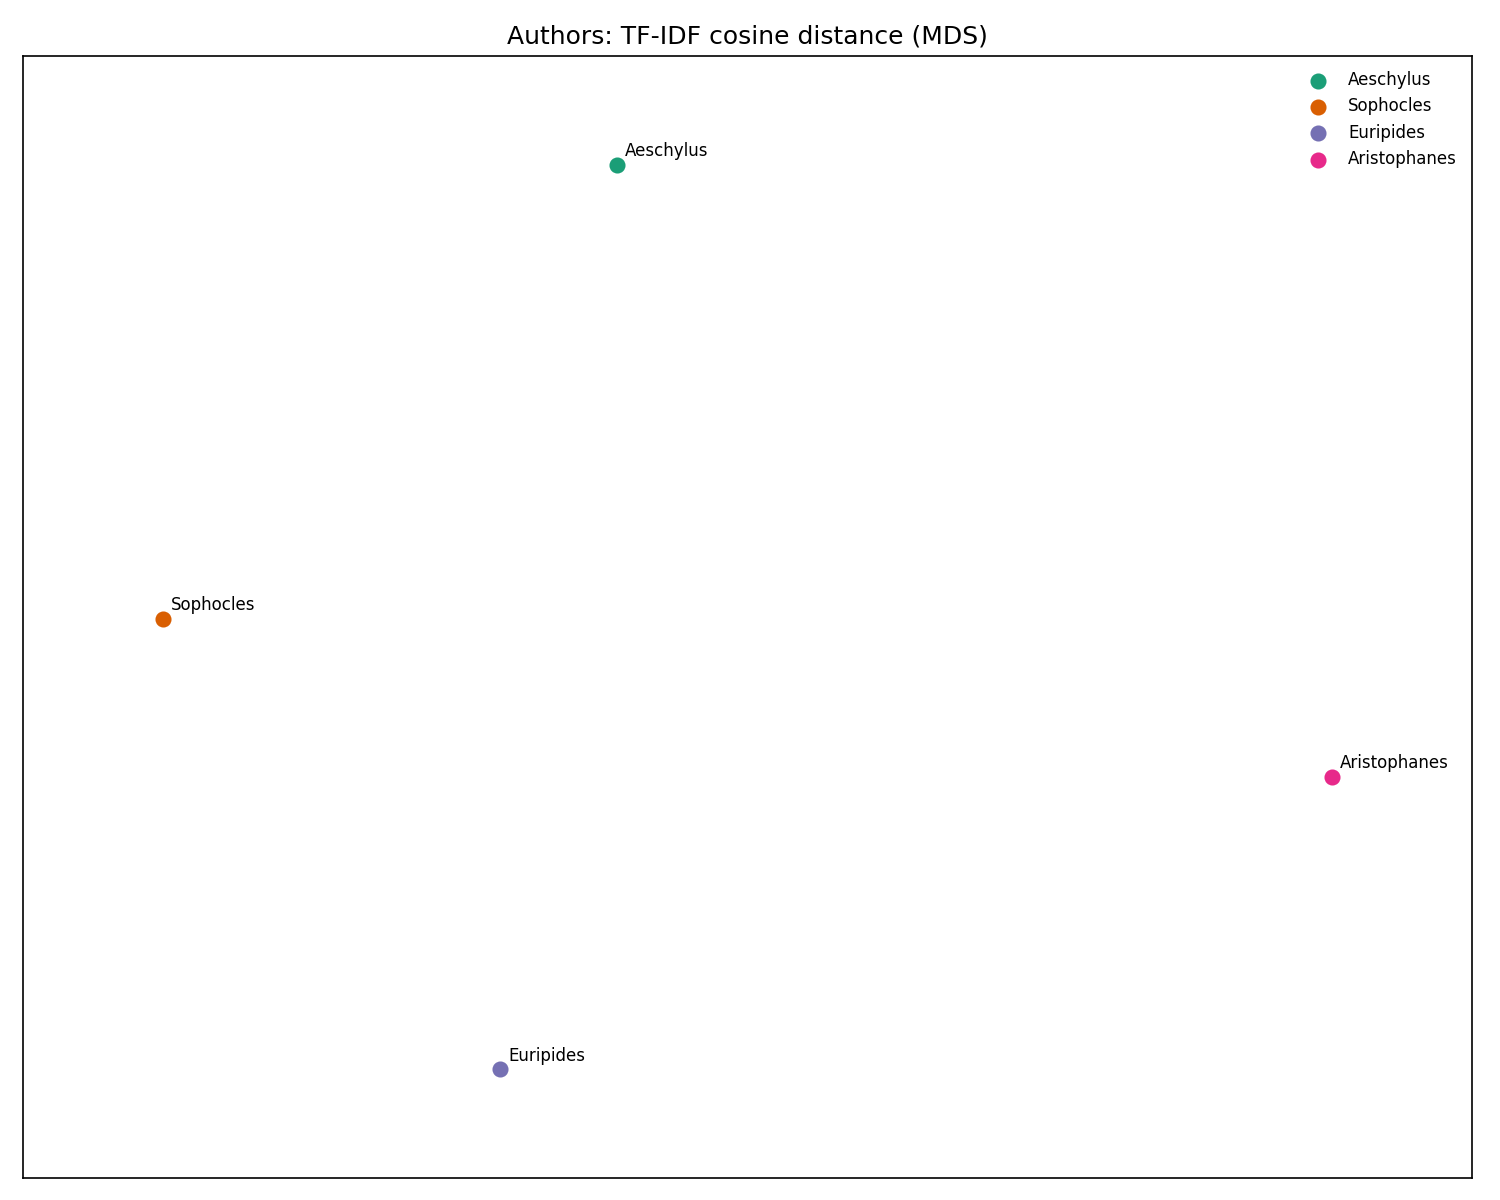 Authors: TF-IDF cosine distance (MDS)
Aeschylus
Sophocles
Euripides
Aristophanes
Aeschylus
Sophocles
Aristophanes
Euripides